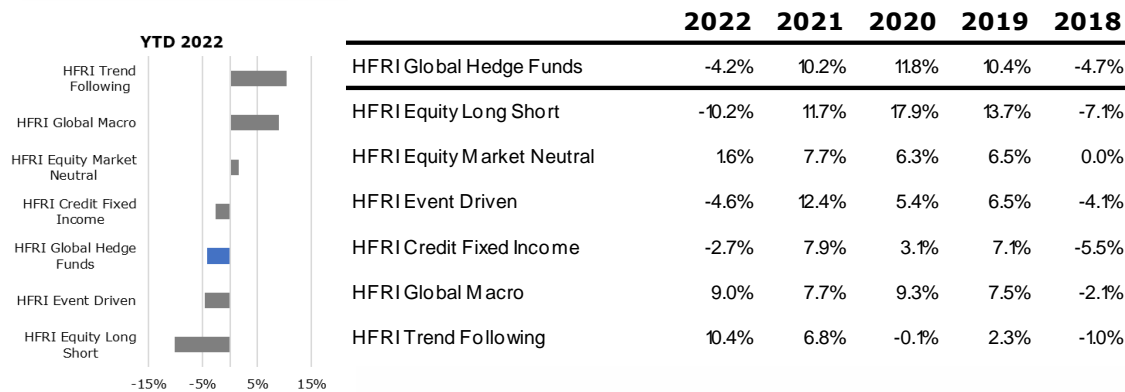 YTD 2022
HFRI Trend
Following
HFRI Global Macro
HFRI Equity Market
Neutral
HFRI Credit Fixed
Income
HFRI Global Hedge
Funds
HFRI Event Driven
HFRI Equity Long
Short
-15% -5% 5% 15%
2022 2021 2020 2019 2018
HFRI Global Hedge Funds -4.2% 10.2% 11.8% 10.4% -4.7%
HFRI Equity Long Short -10.2% 11.7% 17.9% 13.7% -7.1%
HFRI Equity Market Neutral 1.6% 7.7% 6.3% 6.5% 0.0%
HFRI Event Driven -4.6% 12.4% 5.4% 6.5% -4.1%
HFRI Credit Fixed Income -2.7% 7.9% 3.1% 7.1% -5.5%
HFRI Global Macro 9.0% 7.7% 9.3% 7.5% -2.1%
HFRI Trend Following 10.4% 6.8% -0.1% 2.3% -1.0%